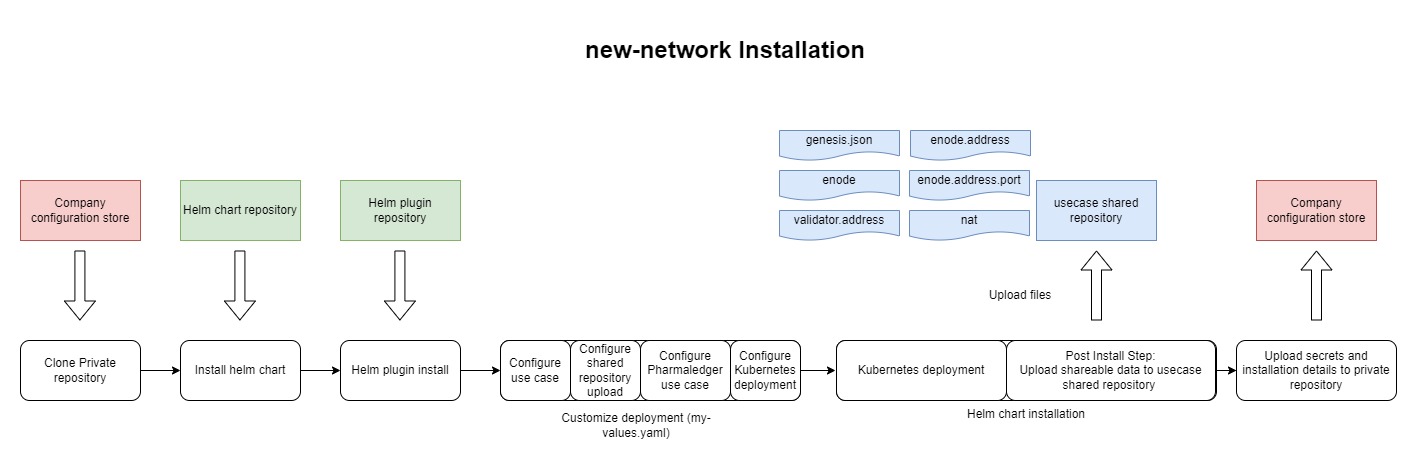 new-network Installation
genesis.json
enode.address
enode
enode.address.port
validator.address
nat
Company
configuration store
Helm chart repository
Helm plugin
repository
usecase shared
repository
Company
configuration store
Upload files
Clone Private
repository
Install helm chart
Helm plugin install
Configure
use case
Configure
shared
repository
upload
Configure
Pharmaledger
use case
Configure
Kubernetes
deployment
Customize deployment (my-
values.yaml)
Kubernetes deployment
Post Install Step:
Upload shareable data to usecase
shared repository
Helm chart installation
Upload secrets and
installation details to private
repository